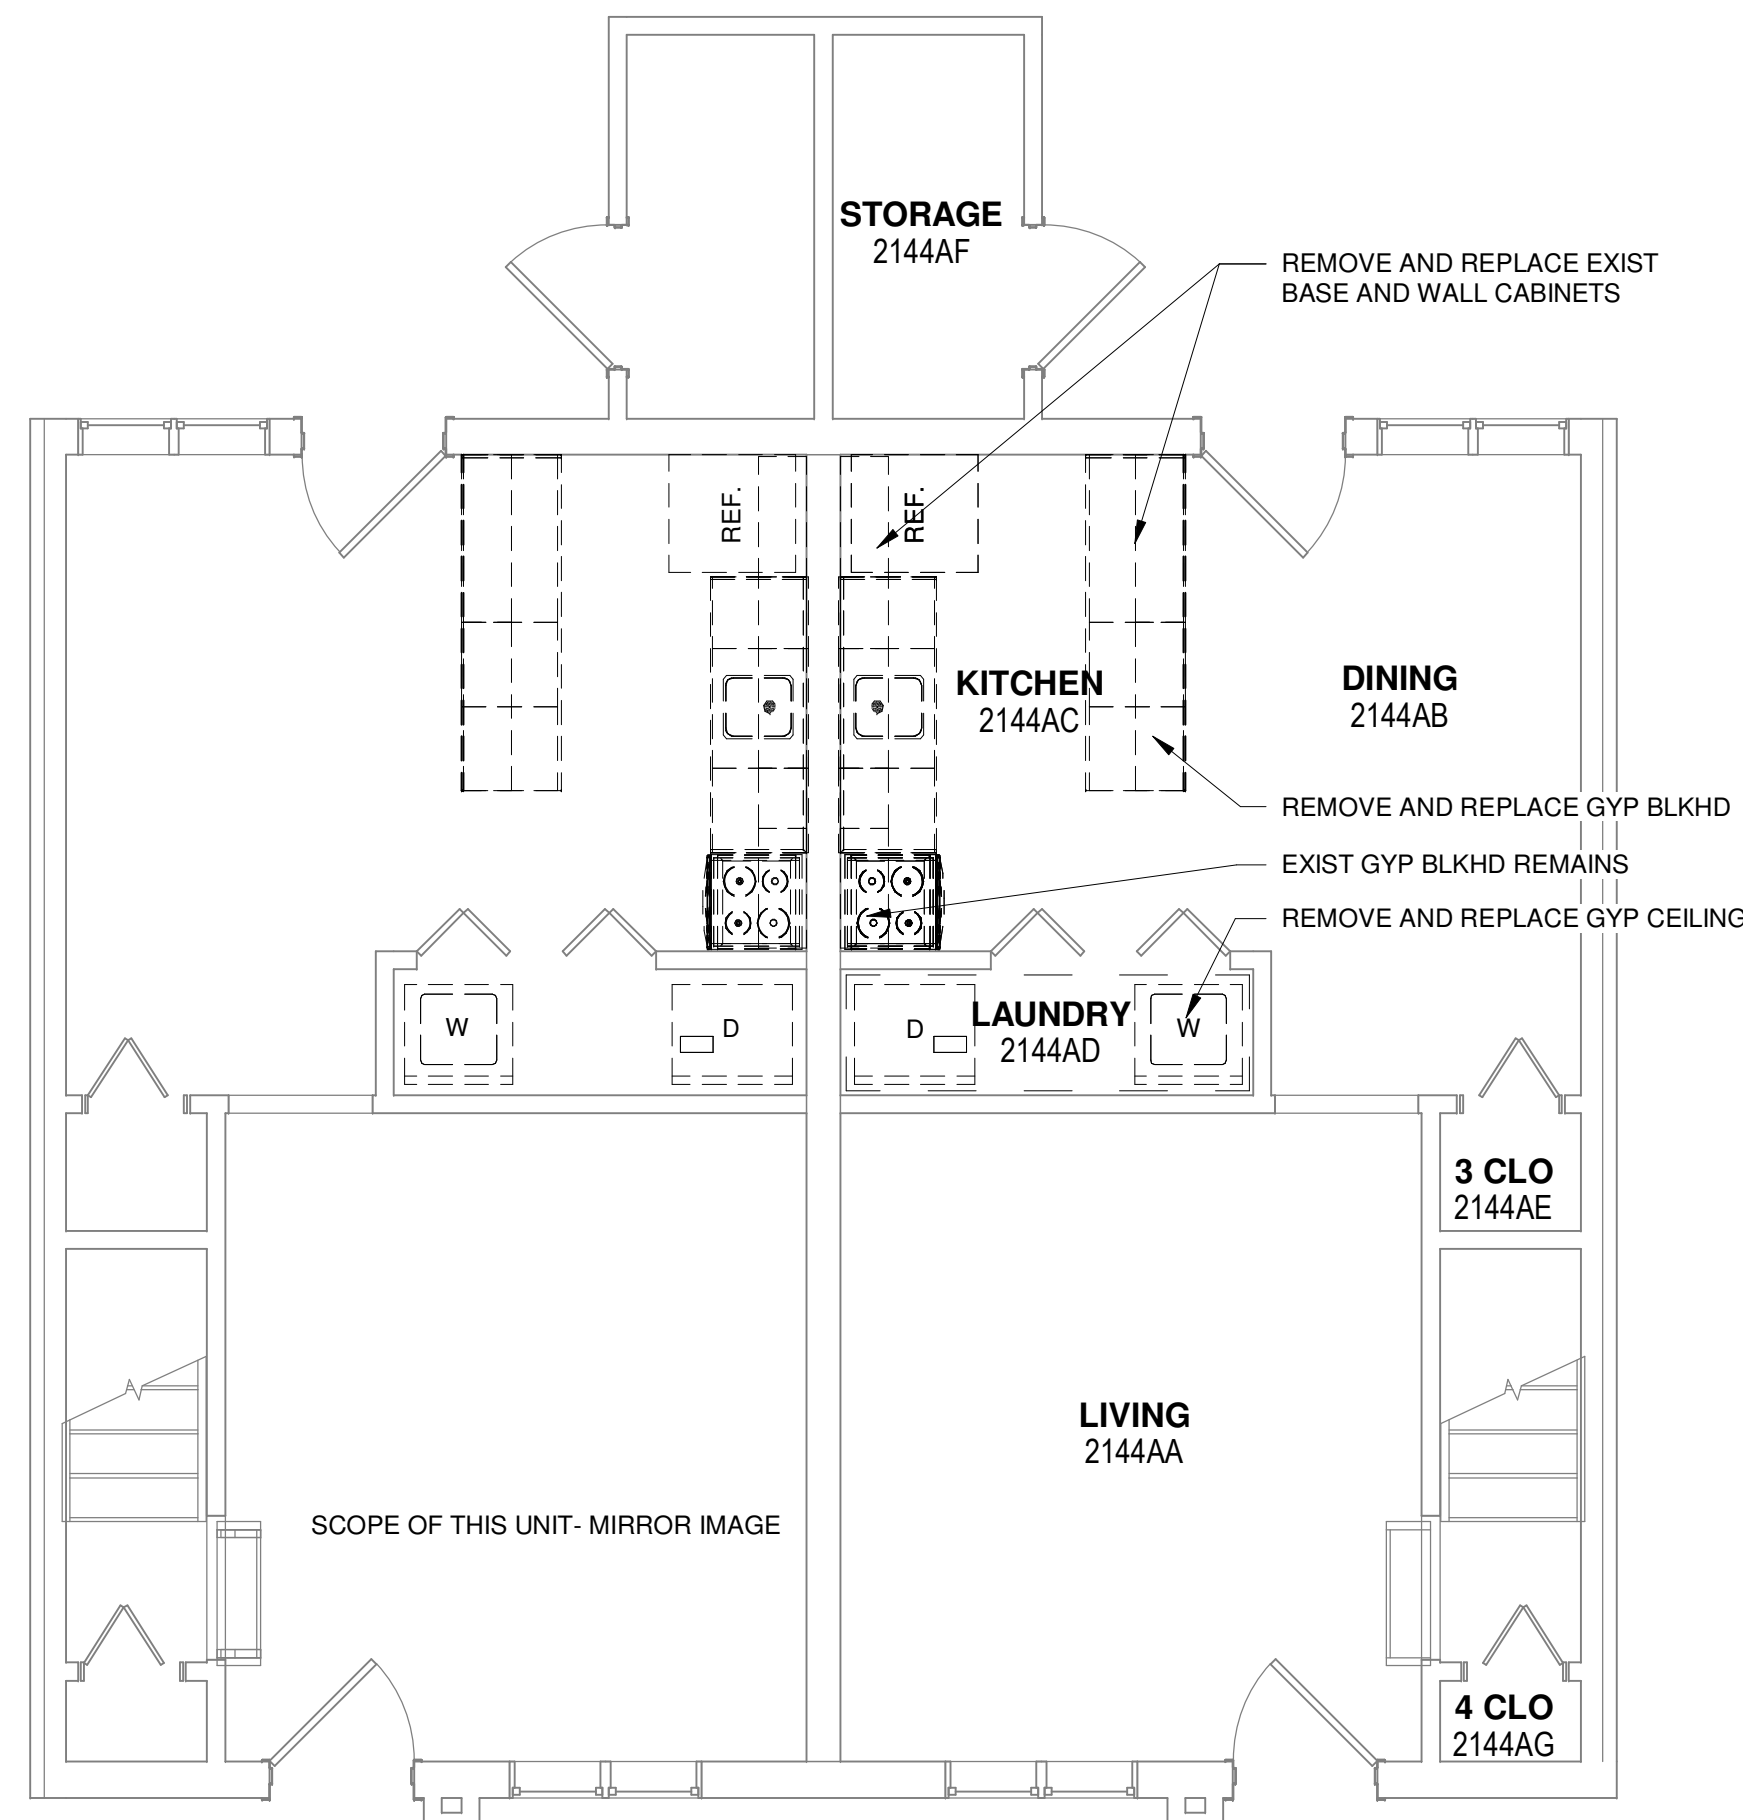 STORAGE
2144AF
REMOVE AND REPLACE EXIST
BASE AND WALL CABINETS
REF.
REF.
KITCHEN
2144AC
DINING
2144AB
REMOVE AND REPLACE GYP BLKHD
EXIST GYP BLKHD REMAINS
REMOVE AND REPLACE GYP CEILING
W
D
D
LAUNDRY
2144AD
W
3 CLO
2144AE
LIVING
2144AA
SCOPE OF THIS UNIT- MIRROR IMAGE
4 CLO
2144AG